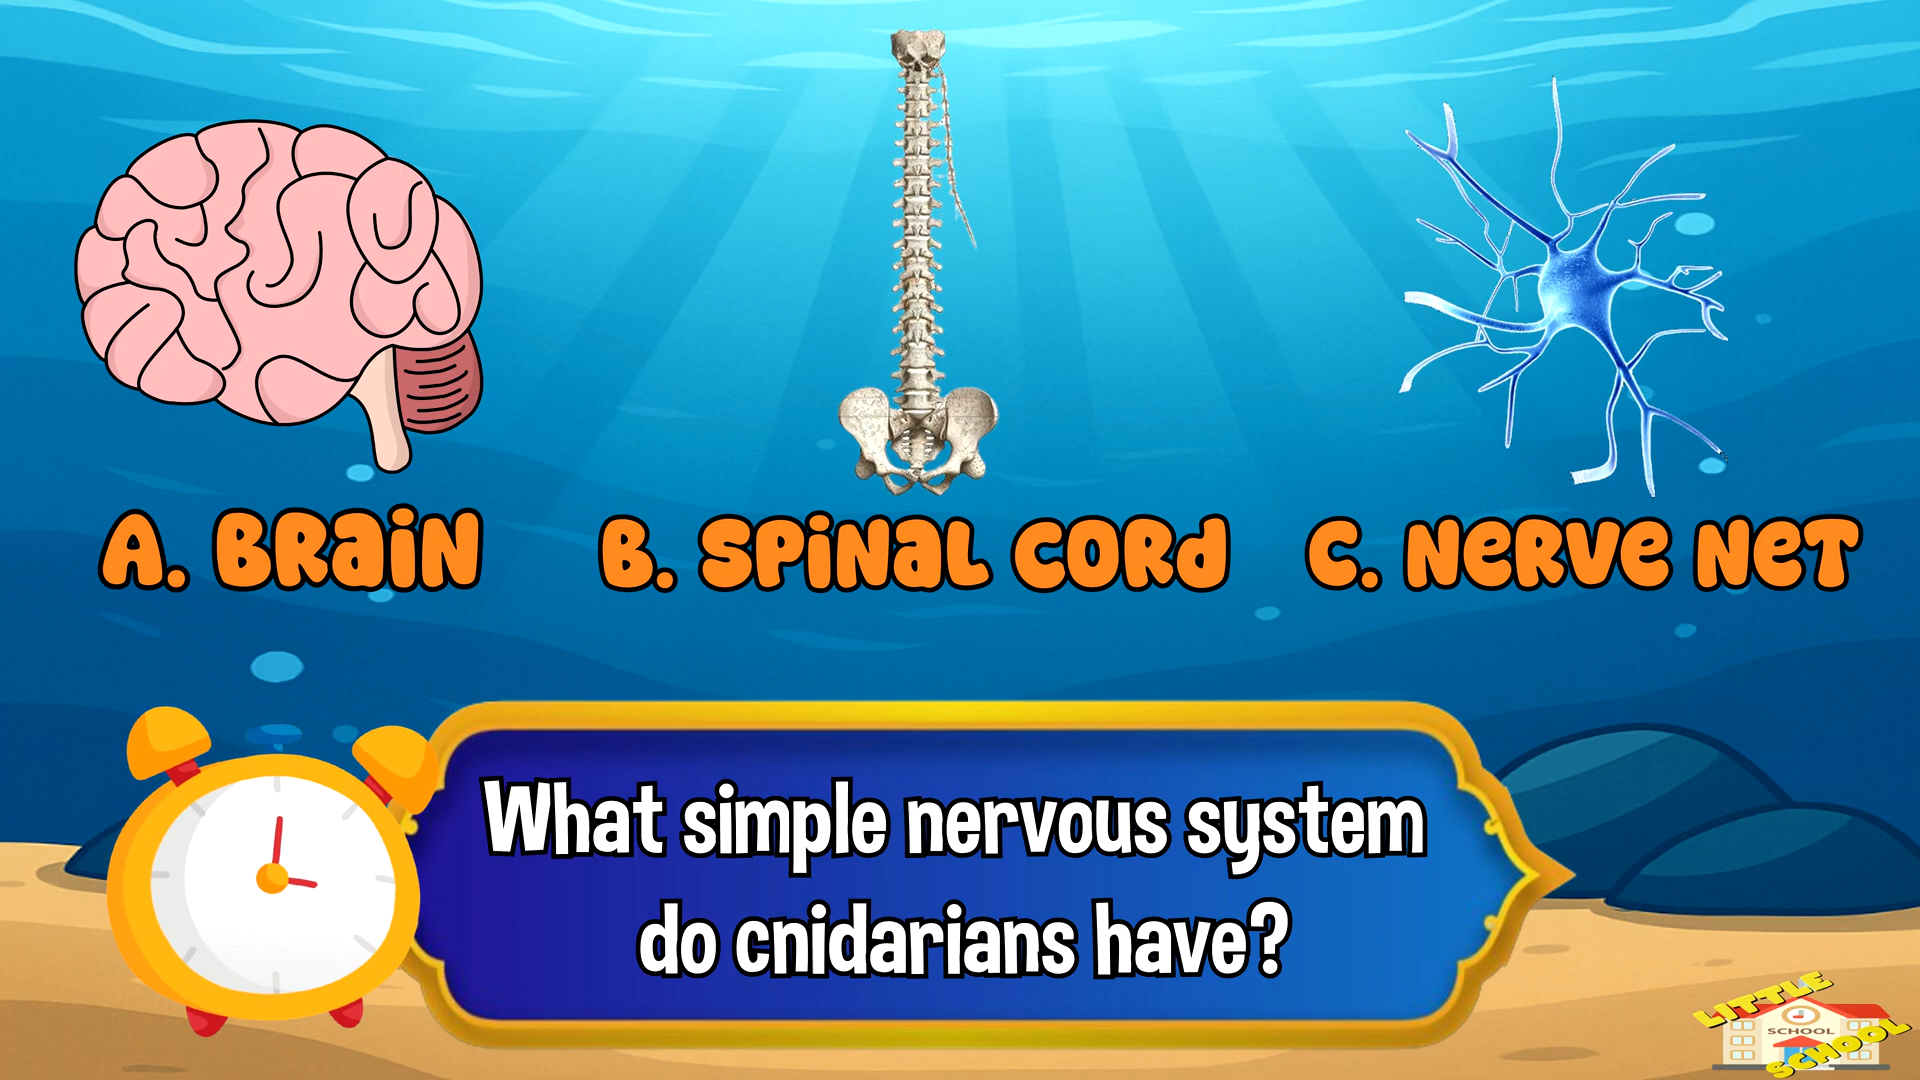 A. BRaiN
B. SPiNaL CORd
C. NeRVe NeT
What simple nervous system
do cnidarians have?
LITTLE
SCHOOL
SCHOOL